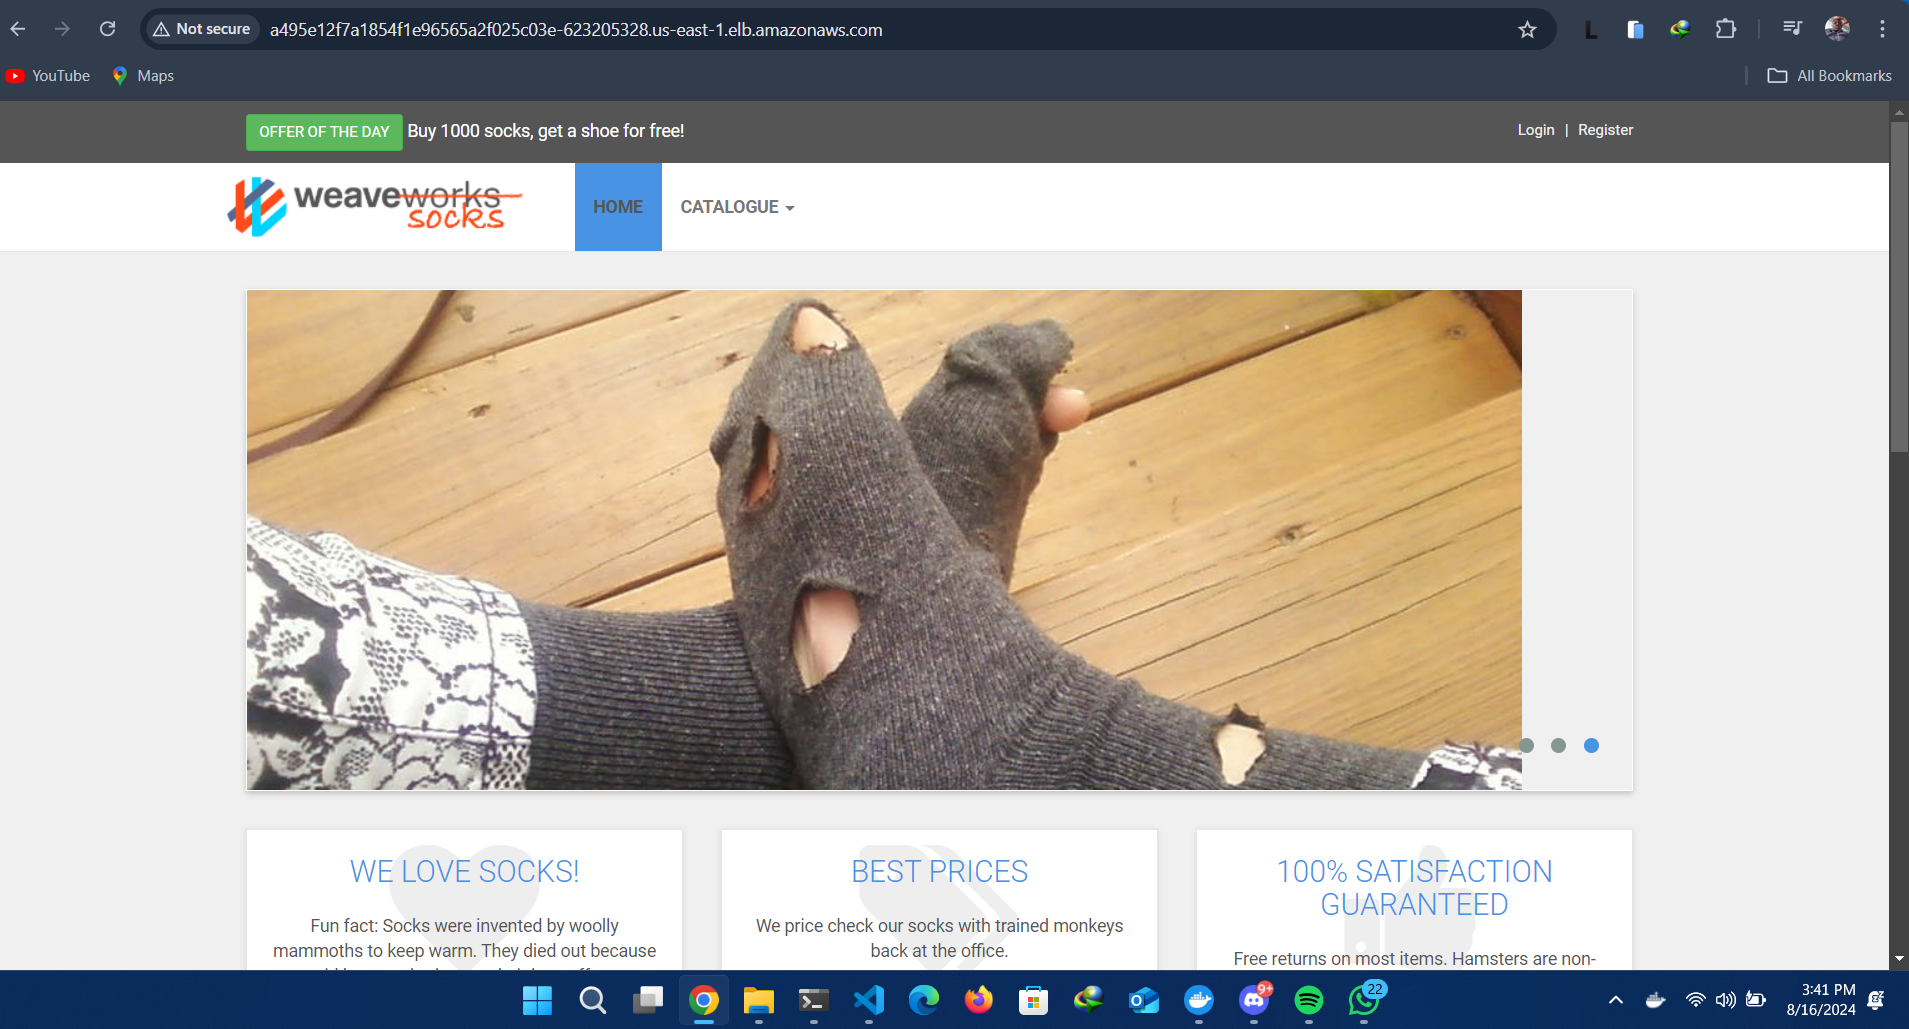 Not secure
a495e12f7a1854f1e96565a2f025c03e-623205328.us-east-1.elb.amazonaws.com
YouTube
Maps
All Bookmarks
OFFER OF THE DAY Buy 1000 socks, get a shoe for free!
Login | Register
weaveworks
socks
HOME
CATALOGUE
WE LOVE SOCKS!
Fun fact: Socks were invented by woolly
mammoths to keep warm. They died out because
BEST PRICES
We price check our socks with trained monkeys
back at the office.
100% SATISFACTION
GUARANTEED
Free returns on most items. Hamsters are non-
9+
22
3:41 PM
8/16/2024